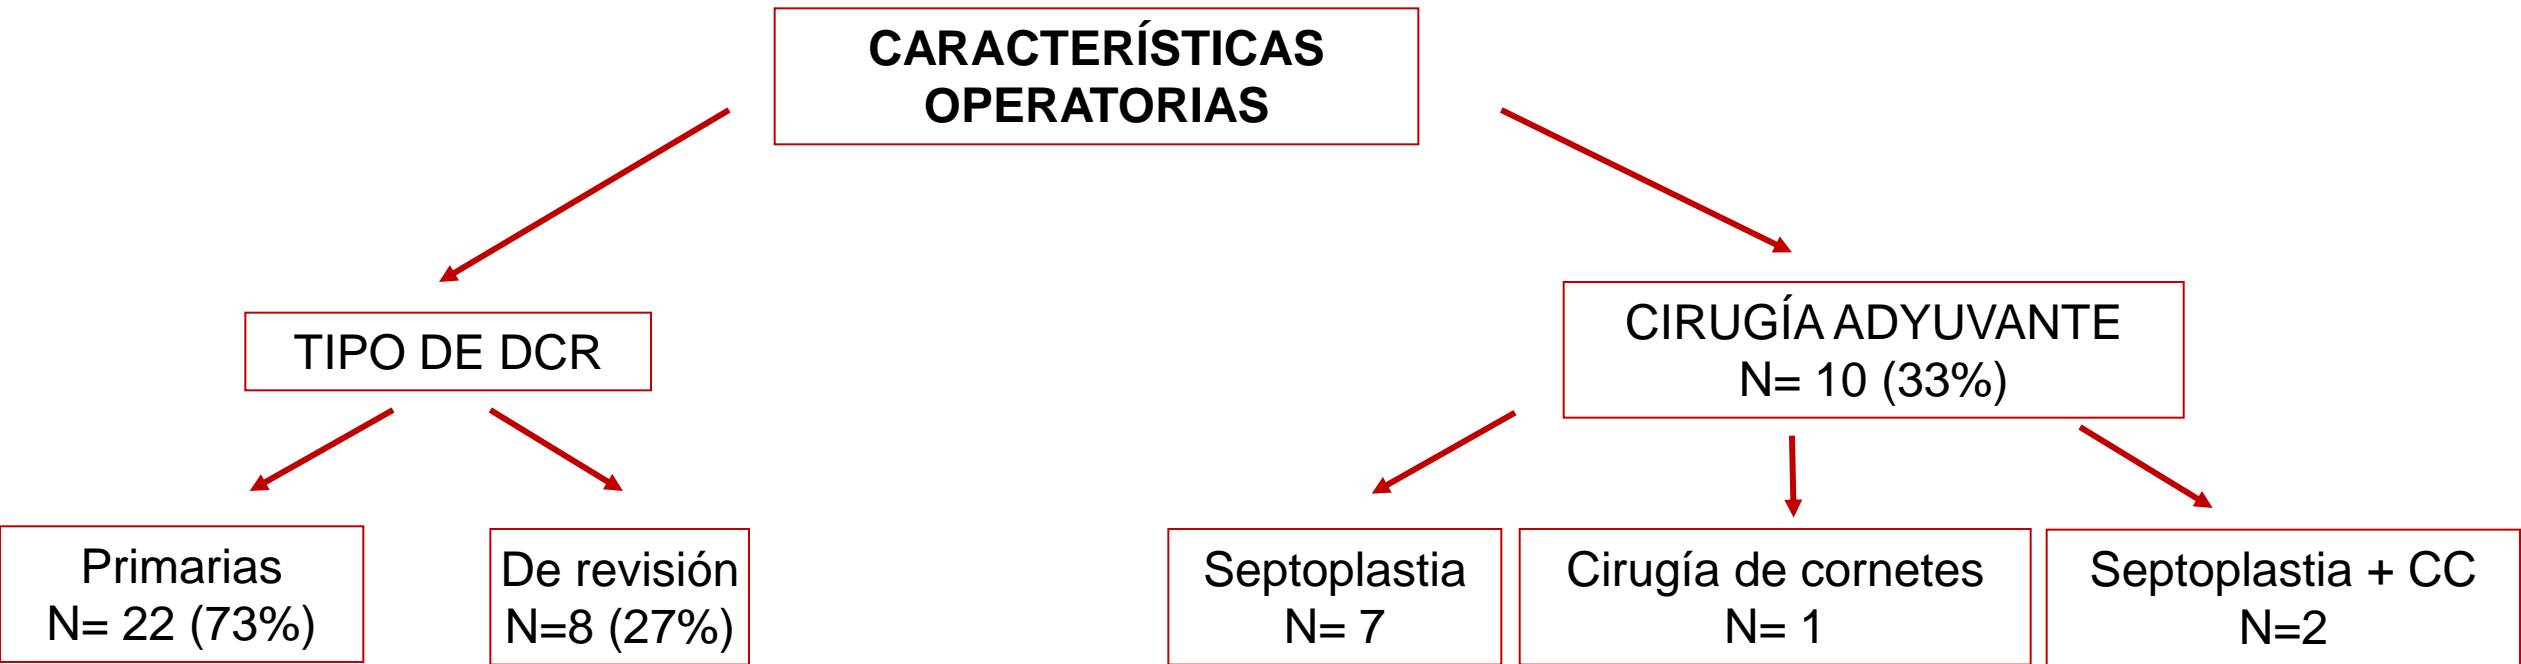 CARACTERÍSTICAS
OPERATORIAS
TIPO DE DCR
CIRUGÍA ADYUVANTE
N= 10 (33%)
Primarias
N= 22 (73%)
De revisión
N=8 (27%)
Septoplastia
N= 7
Cirugía de cornetes
N= 1
Septoplastia + CC
N=2